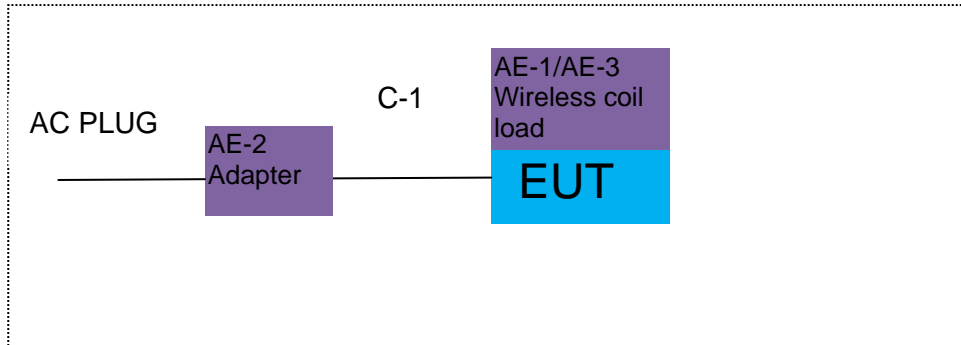 AC PLUG
AE-2
Adapter
C-1
AE-1/AE-3
Wireless coil
load
EUT